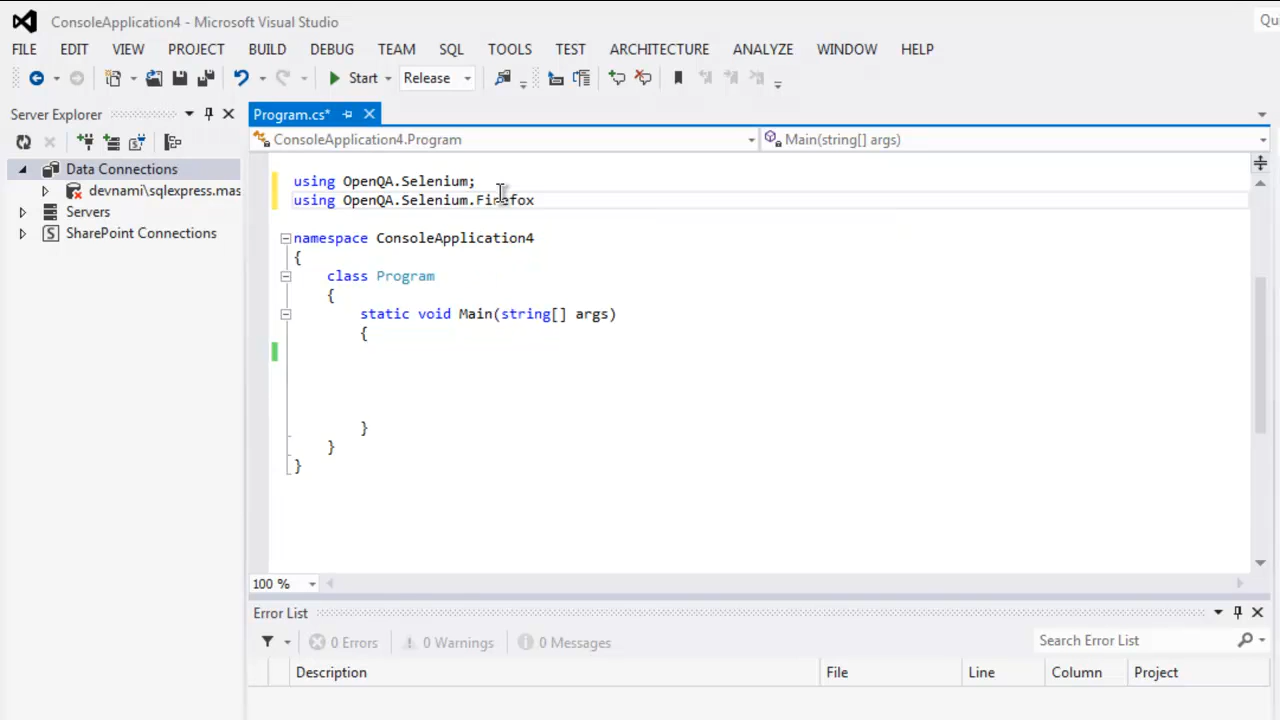 ConsoleApplication4 - Microsoft Visual Studio
Qu
FILE EDIT VIEW PROJECT BUILD DEBUG TEAM SQL TOOLS TEST ARCHITECTURE ANALYZE WINDOW HELP
Start Release
Server Explorer
Program.cs*
ConsoleApplication4.Program
Main(string[] args)
Data Connections
devnami\sqlexpress.mas
Servers
SharePoint Connections
using OpenQA.Selenium;
using OpenQA.Selenium.Firefox
namespace ConsoleApplication4
{
class Program
{
static void Main(string[] args)
{
}
}
}
100 %
Error List
0 Errors 0 Warnings 0 Messages
Search Error List
Description File Line Column Project